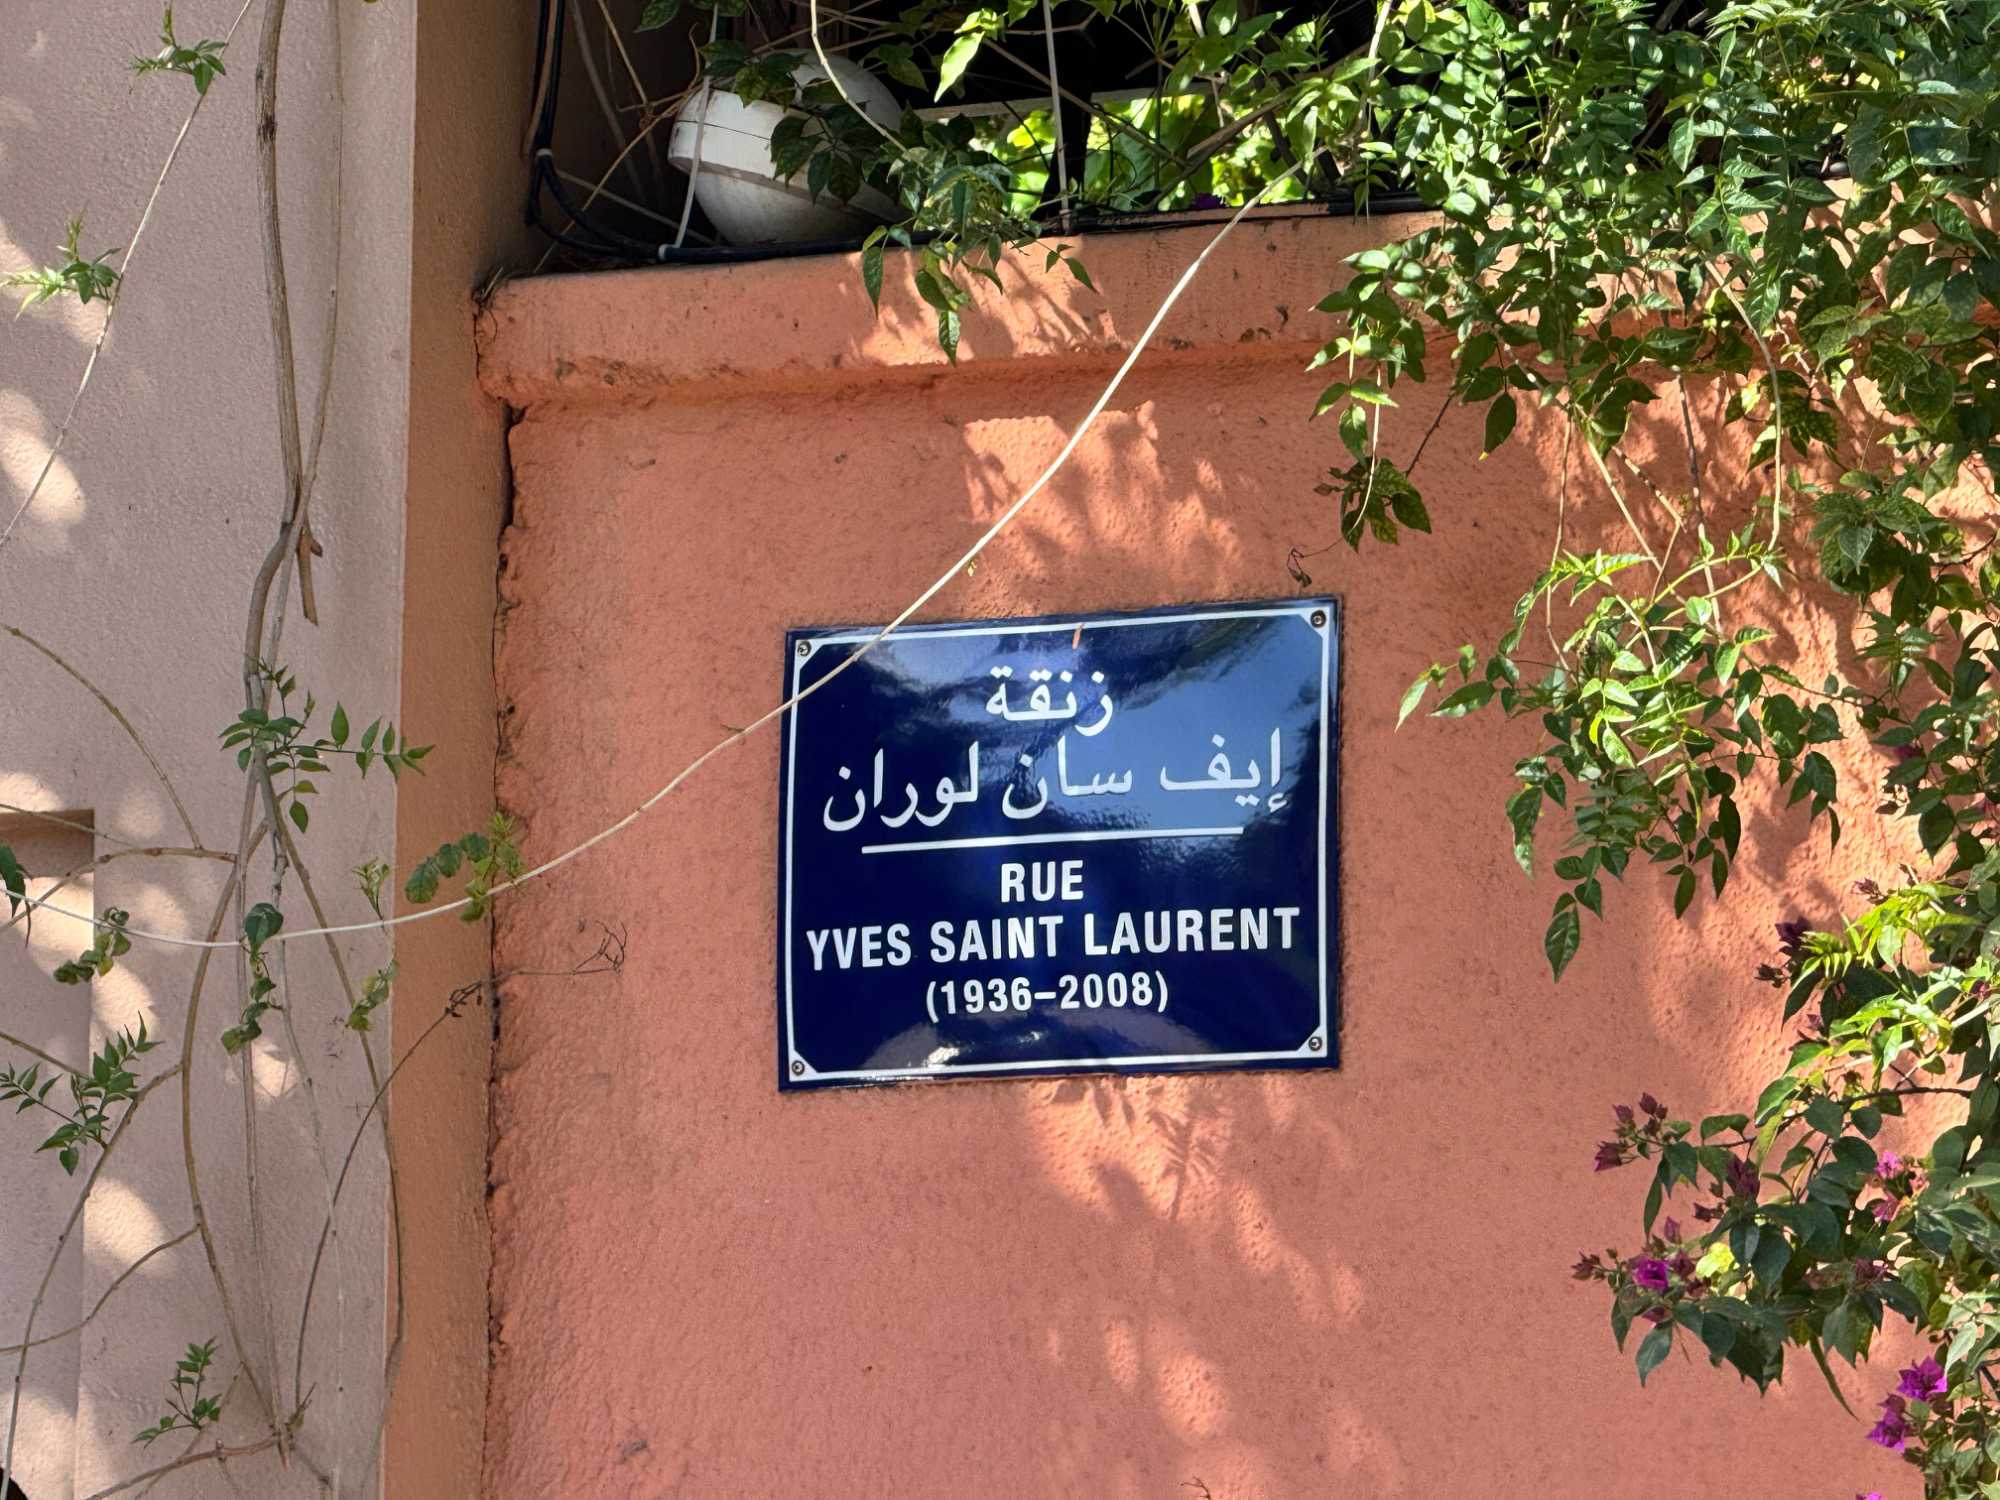 زنقة
إيف سان لوران
RUE
YVES SAINT LAURENT
(1936–2008)